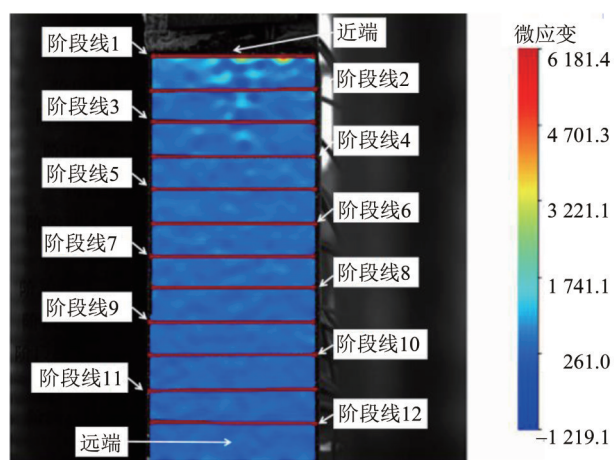 阶段线1
近端
微应变
6 181.4
阶段线2
阶段线3
4 701.3
阶段线4
阶段线5
3 221.1
阶段线6
阶段线7
1 741.1
阶段线8
阶段线9
阶段线10
261.0
阶段线11
阶段线12
远端
–1 219.1